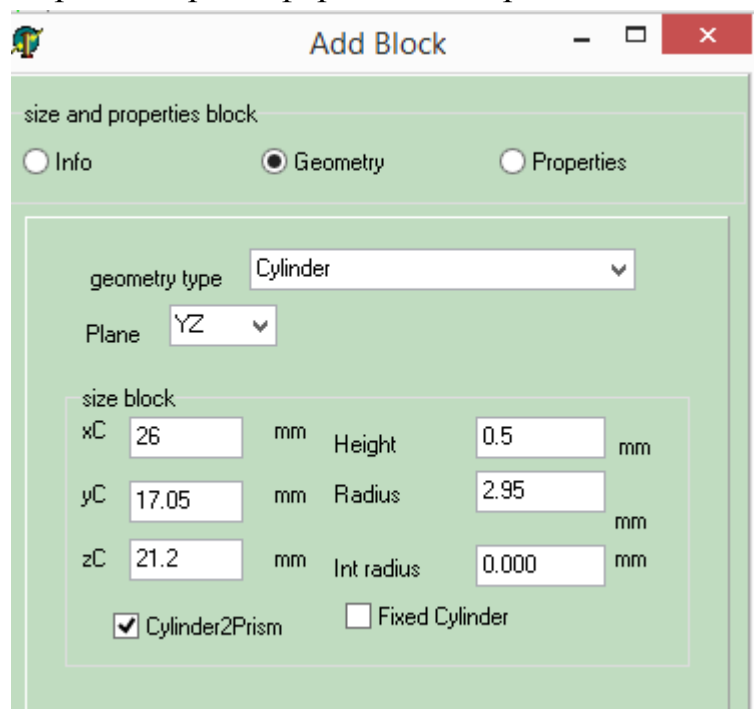 Add Block
size and properties block
Info Geometry Properties
geometry type Cylinder
Plane YZ
size block
xC 26 mm Height 0.5 mm
yC 17.05 mm Radius 2.95 mm
zC 21.2 mm Int radius 0.000 mm
Cylinder2Prism Fixed Cylinder